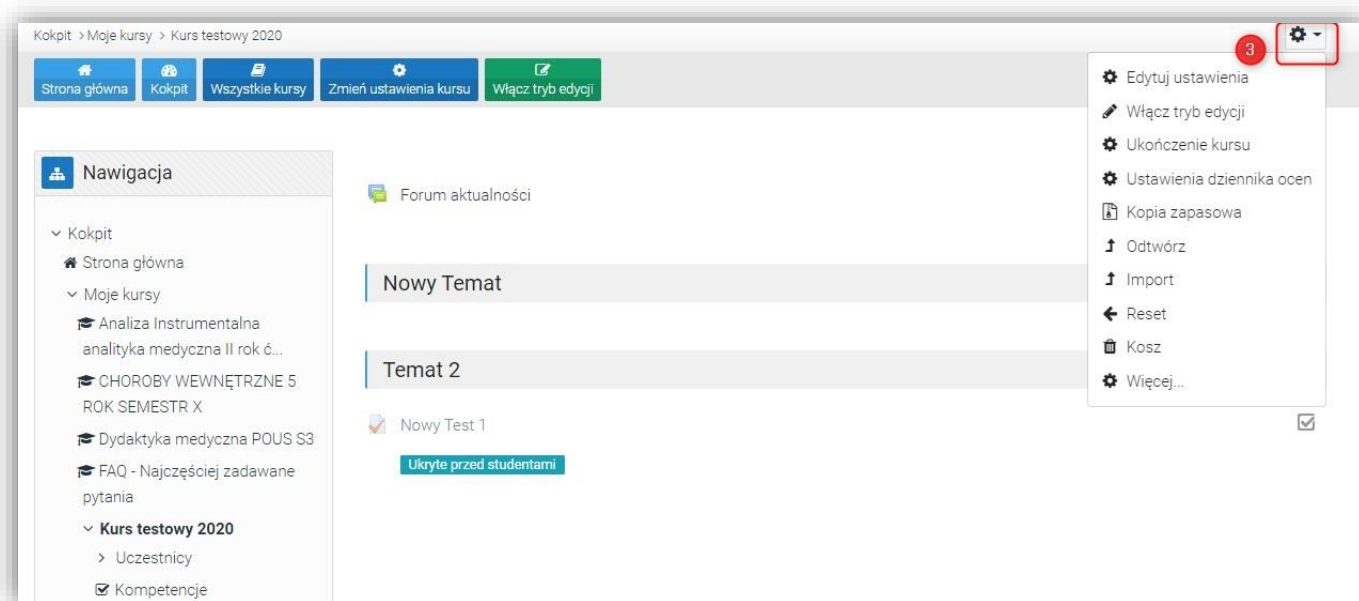 Kokpit > Moje kursy > Kurs testowy 2020
3
Strona główna
Kokpit
Wszystkie kursy
Zmień ustawienia kursu
Włącz tryb edycji
Edytuj ustawienia
Włącz tryb edycji
Ukończenie kursu
Ustawienia dziennika ocen
Kopia zapasowa
Odtwórz
Import
Reset
Kosz
Więcej...
Nawigacja
Kokpit
Strona główna
Moje kursy
Analiza Instrumentalna
analityka medyczna II rok ć...
CHOROBY WEWNĘTRZNE 5
ROK SEMESTR X
Dydaktyka medyczna POUS S3
FAQ - Najczęściej zadawane
pytania
Kurs testowy 2020
Uczestnicy
Kompetencje
Forum aktualności
Nowy Temat
Temat 2
Nowy Test 1
Ukryte przed studentami